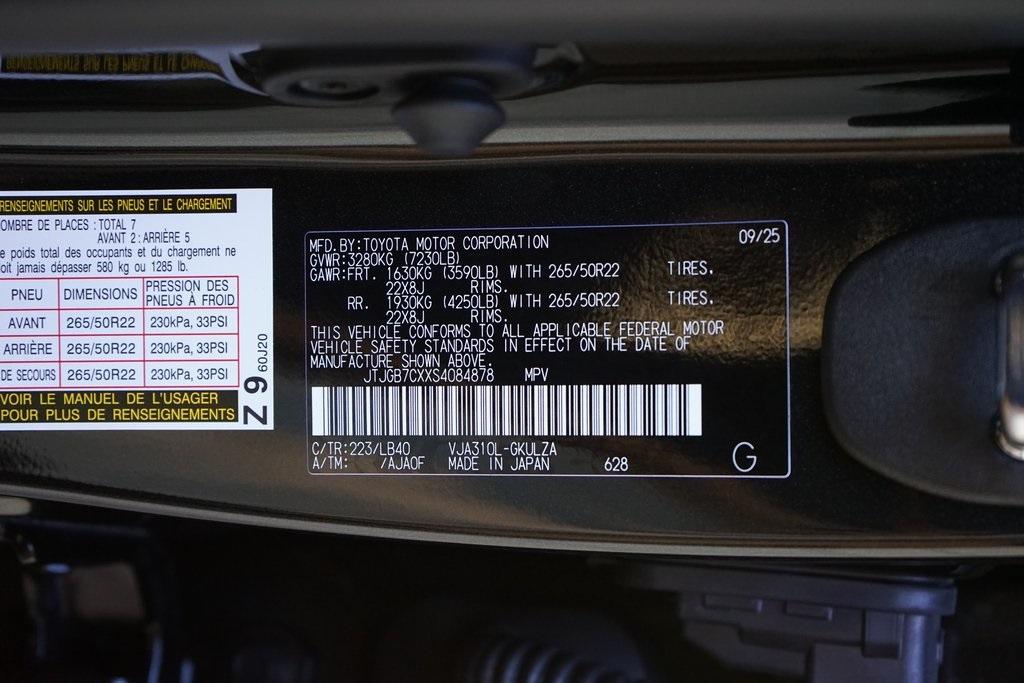 RENSEIGNEMENTS SUR LES PNEUS ET LE CHARGEMENT
OMBRE DE PLACES : TOTAL 7
AVANT 2 : ARRIÈRE 5
e poids total des occupants et du chargement ne
oit jamais dépasser 580 kg ou 1285 lb.
PNEU DIMENSIONS PRESSION DES PNEUS À FROID
AVANT 265/50R22 230kPa, 33PSI
ARRIÈRE 265/50R22 230kPa, 33PSI
DE SECOURS 265/50R22 230kPa, 33PSI
VOIR LE MANUEL DE L'USAGER
POUR PLUS DE RENSEIGNEMENTS
Z 9 60J20
MFD.BY:TOYOTA MOTOR CORPORATION 09/25
GVWR:3280KG (7230LB)
GAWR:FRT. 1630KG (3590LB) WITH 265/50R22 TIRES.
22X8J RIMS.
RR. 1930KG (4250LB) WITH 265/50R22 TIRES.
22X8J RIMS.
THIS VEHICLE CONFORMS TO ALL APPLICABLE FEDERAL MOTOR
VEHICLE SAFETY STANDARDS IN EFFECT ON THE DATE OF
MANUFACTURE SHOWN ABOVE.
JTJGB7CXXS4084878 MPV
C/TR:223/LB40 VJA310L-GKULZA
A/TM: /AJA0F MADE IN JAPAN 628 G